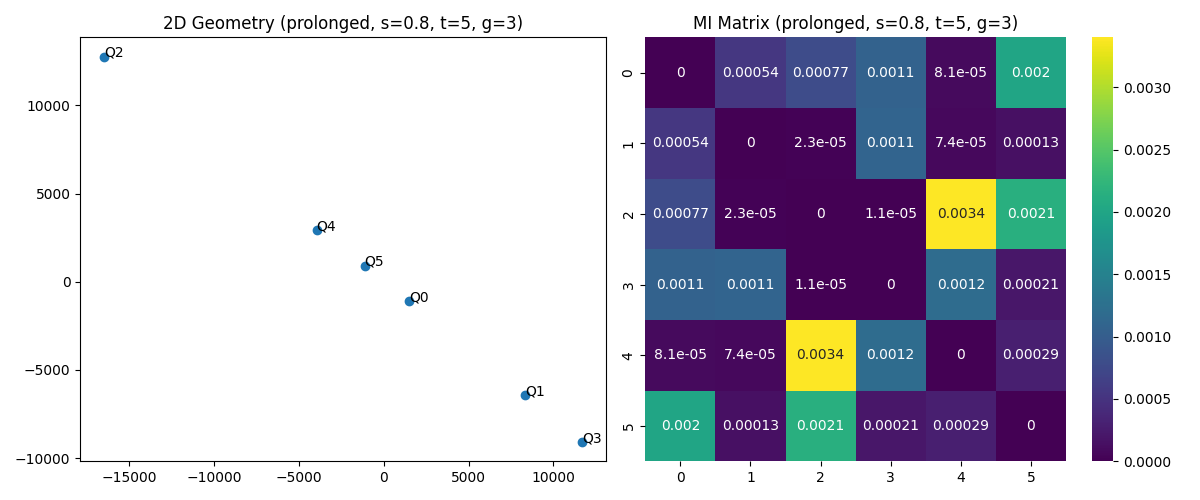 2D Geometry (prolonged, s=0.8, t=5, g=3)
Q2
Q4
Q5
Q0
Q1
Q3
10000
5000
0
−5000
−10000
−15000 −10000 −5000 0 5000 10000
MI Matrix (prolonged, s=0.8, t=5, g=3)
0 0 0.00054 0.00077 0.0011 8.1e-05 0.002
1 0.00054 0 2.3e-05 0.0011 7.4e-05 0.00013
2 0.00077 2.3e-05 0 1.1e-05 0.0034 0.0021
3 0.0011 0.0011 1.1e-05 0 0.0012 0.00021
4 8.1e-05 7.4e-05 0.0034 0.0012 0 0.00029
5 0.002 0.00013 0.0021 0.00021 0.00029 0
0 1 2 3 4 5
0.0030
0.0025
0.0020
0.0015
0.0010
0.0005
0.0000